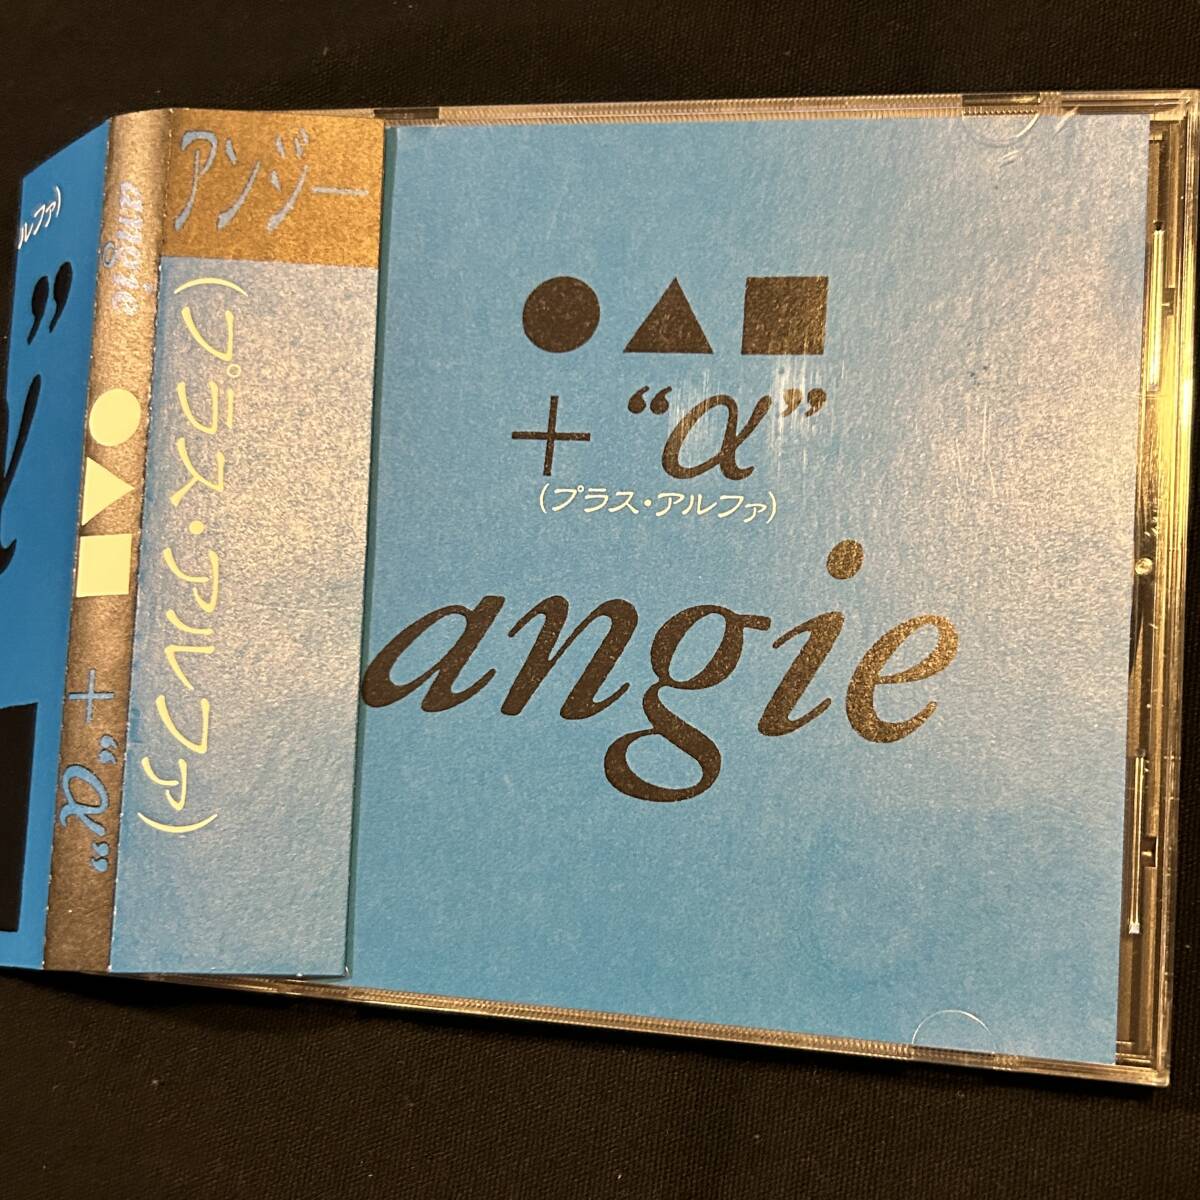 ルファ)
”
angie
●▲■
+“α”
アンジー
(プラス・アルファ)
●▲■
+“α”
(プラス・アルファ)
angie